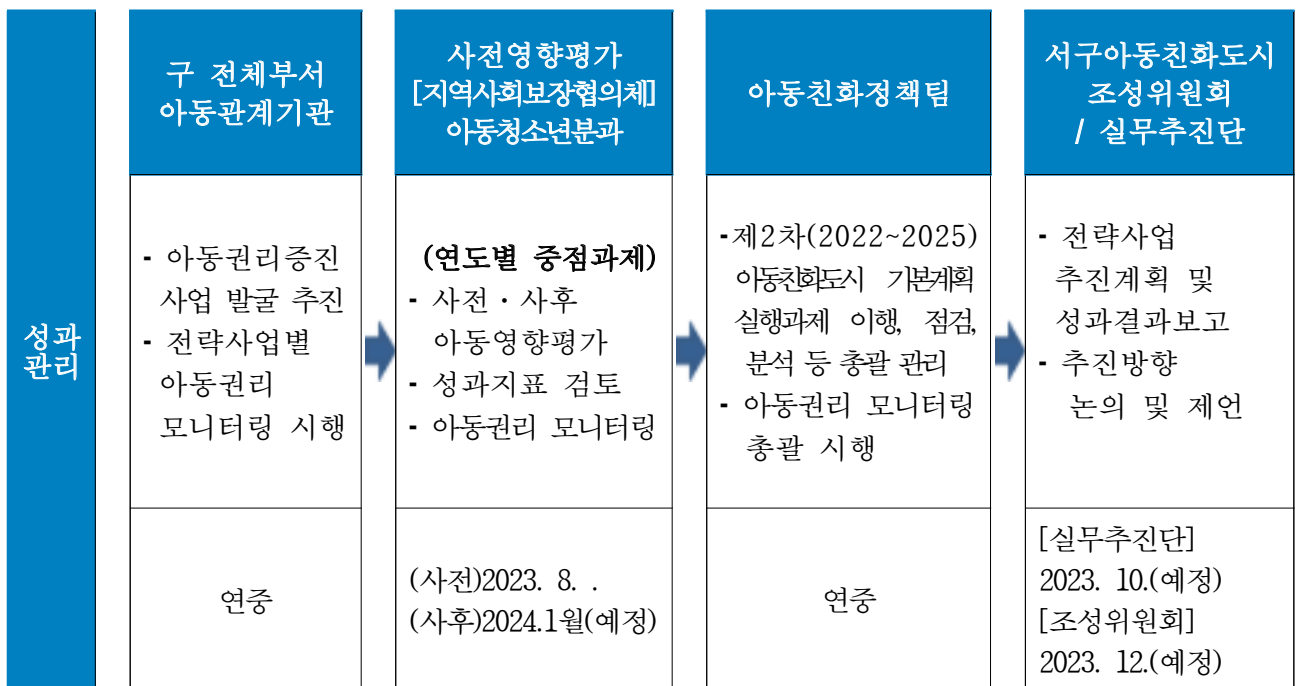 성과
관리
구 전체부서
아동관계기관
- 아동권리증진
사업 발굴 추진
- 전략사업별
아동권리
모니터링 시행
연중
사전영향평가
[지역사회보장협의체]
아동청소년분과
(연도별 중점과제)
- 사전·사후
아동영향평가
- 성과지표 검토
- 아동권리 모니터링
(사전)2023. 8. .
(사후)2024.1월(예정)
아동친화정책팀
-제2차(2022~2025)
아동친화도시 기본계획
실행과제 이행, 점검,
분석 등 총괄 관리
- 아동권리 모니터링
총괄 시행
연중
서구아동친화도시
조성위원회
/ 실무추진단
- 전략사업
추진계획 및
성과결과보고
- 추진방향
논의 및 제언
[실무추진단]
2023. 10.(예정)
[조성위원회]
2023. 12.(예정)